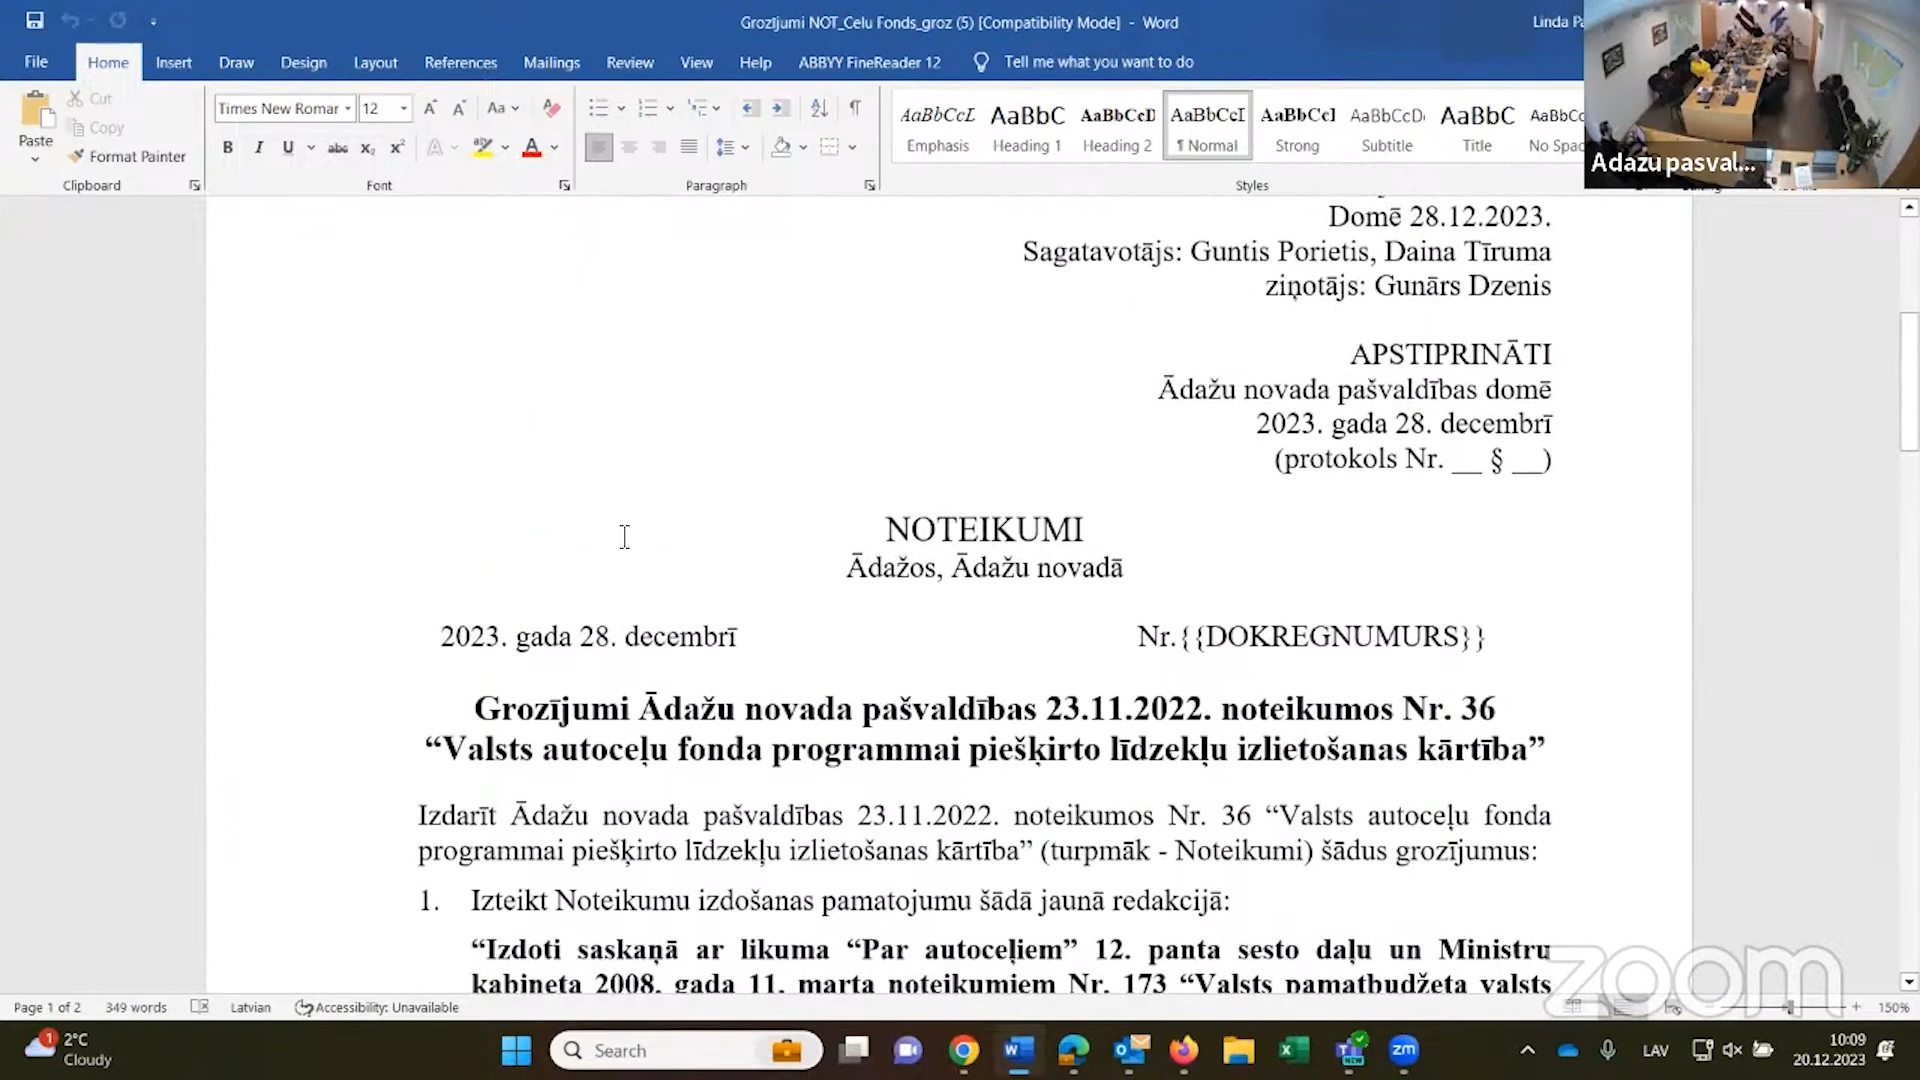 Grozījumi NOT_Celu Fonds_groz (5) [Compatibility Mode] - Word
Linda
File Home Insert Draw Design Layout References Mailings Review View Help ABBYY FineReader 12 Tell me what you want to do
Cut
Copy
Paste
Format Painter
Clipboard
Times New Romar 12
Font
Paragraph
AaBbCcL AaBbC AaBbCcD AaBbCcI AaBbCcI AaBbCcD AaBbC AaBbCc
Emphasis Heading 1 Heading 2 ¶ Normal Strong Subtitle Title No Spac
Styles
Adazu pasval...
Domē 28.12.2023.
Sagatavotājs: Guntis Porietis, Daina Tīruma
ziņotājs: Gunārs Dzenis
APSTIPRINĀTI
Ādažu novada pašvaldības domē
2023. gada 28. decembrī
(protokols Nr. __ § __)
NOTEIKUMI
Ādažos, Ādažu novadā
2023. gada 28. decembrī Nr.{{DOKREGNUMURS}}
Grozījumi Ādažu novada pašvaldības 23.11.2022. noteikumos Nr. 36
“Valsts autoceļu fonda programmai piešķirto līdzekļu izlietošanas kārtība”
Izdarīt Ādažu novada pašvaldības 23.11.2022. noteikumos Nr. 36 “Valsts autoceļu fonda
programmai piešķirto līdzekļu izlietošanas kārtība” (turpmāk - Noteikumi) šādus grozījumus:
1. Izteikt Noteikumu izdošanas pamatojumu šādā jaunā redakcijā:
“Izdoti saskaņā ar likuma “Par autoceļiem” 12. panta sesto daļu un Ministru
kabineta 2008. gada 11. marta noteikumiem Nr. 173 “Valsts pamatbudžeta valsts
zoom
Page 1 of 2 349 words Latvian Accessibility: Unavailable 150%
2°C
Cloudy
Search
LAV
10:09
20.12.2023